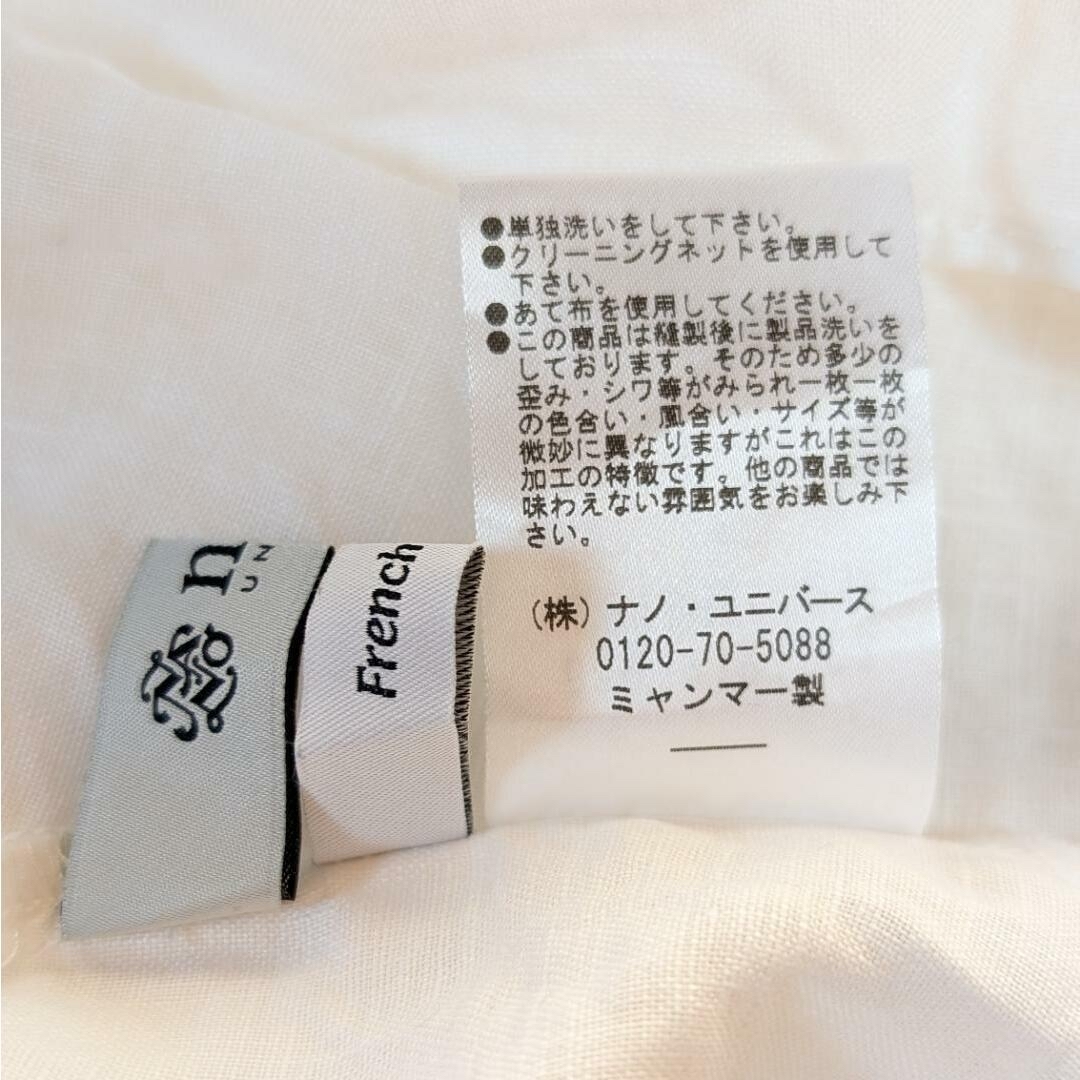 ●単独洗いをして下さい。
●クリーニングネットを使用して
下さい。
●あて布を使用してください。
●この商品は縫製後に製品洗いを
しております。そのため多少の
歪み・シワ等がみられ一枚一枚
の色合い・風合い・サイズ等が
微妙に異なりますがこれはこの
加工の特徴です。他の商品では
味わえない雰囲気をお楽しみ下
さい。
(株)ナノ・ユニバース
0120-70-5088
ミャンマー製
French
n
UN